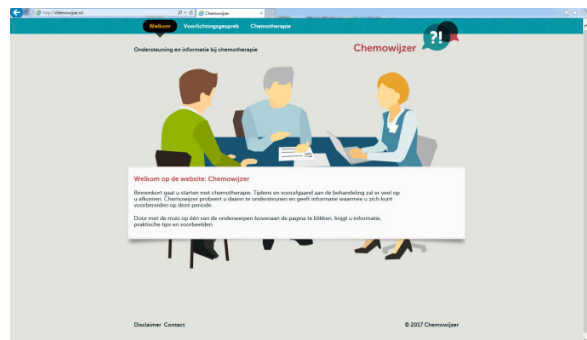 http://chemowijzer.nl/
Chemowijzer
Welkom Voorlichtingsgesprek Chemotherapie
?!
Ondersteuning en informatie bij chemotherapie
Chemowijzer
Welkom op de website: Chemowijzer
Binnenkort gaat u starten met chemotherapie. Tijdens en voorafgaand aan de behandeling zal er veel op
u afkomen. Chemowijzer probeert u daarin te ondersteunen en geeft informatie waarmee u zich kunt
voorbereiden op deze periode.
Door met de muis op één van de onderwerpen bovenaan de pagina te klikken, krijgt u informatie,
praktische tips en voorbeelden.
Disclaimer Contact
© 2017 Chemowijzer